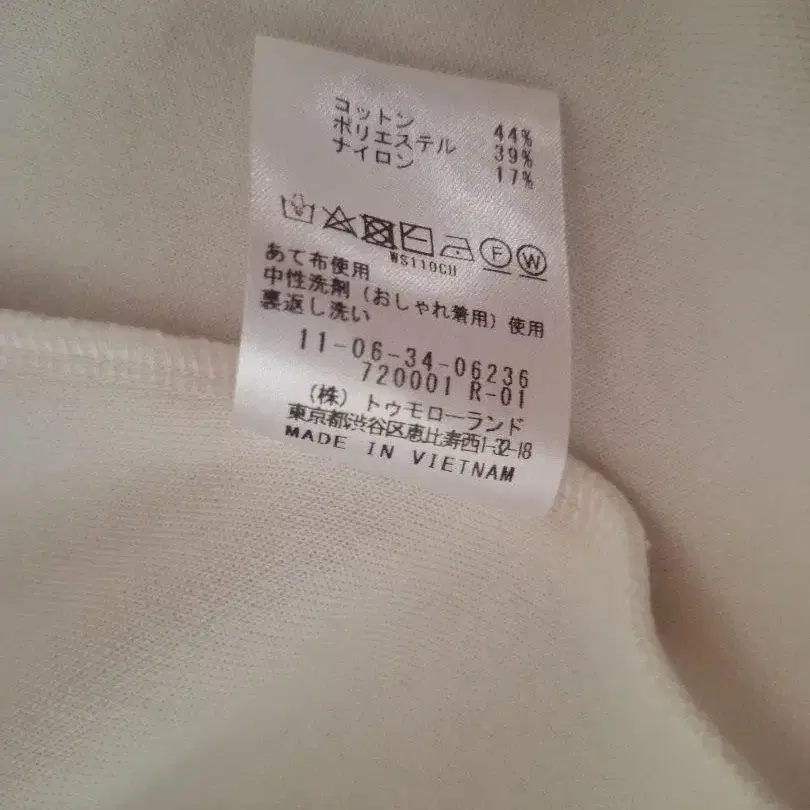 コットン 44%
ポリエステル 39%
ナイロン 17%
F W
WS110CU
あて布使用
中性洗剤（おしゃれ着用）使用
裏返し洗い
11-06-34-06236
720001 R-01
（株）トゥモローランド
東京都渋谷区恵比寿西1-32-18
MADE IN VIETNAM